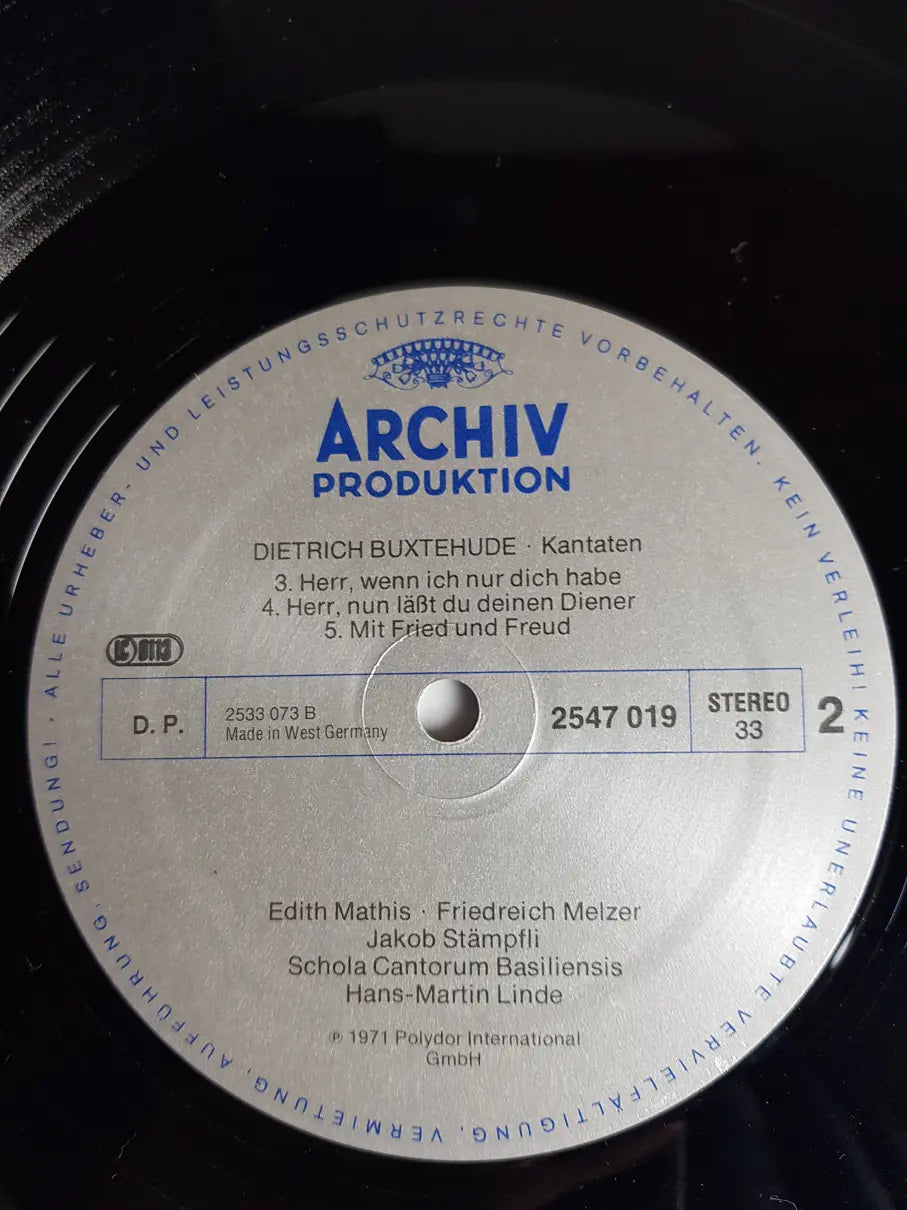 ALLE URHEBER- UND LEISTUNGSSCHUTZRECHTE VORBEHALTEN. KEIN VERLEIH! KEINE UNERLAUBTE VERVIELFÄLTIGUNG, VERMIETUNG, AUFFÜHRUNG, SENDUNG!
ARCHIV
PRODUKTION
DIETRICH BUXTEHUDE · Kantaten
3. Herr, wenn ich nur dich habe
4. Herr, nun läßt du deinen Diener
5. Mit Fried und Freud
LC 0113
D. P.
2533 073 B
Made in West Germany
2547 019
STEREO
33
2
Edith Mathis · Friedreich Melzer
Jakob Stämpfli
Schola Cantorum Basiliensis
Hans-Martin Linde
℗ 1971 Polydor International
GmbH